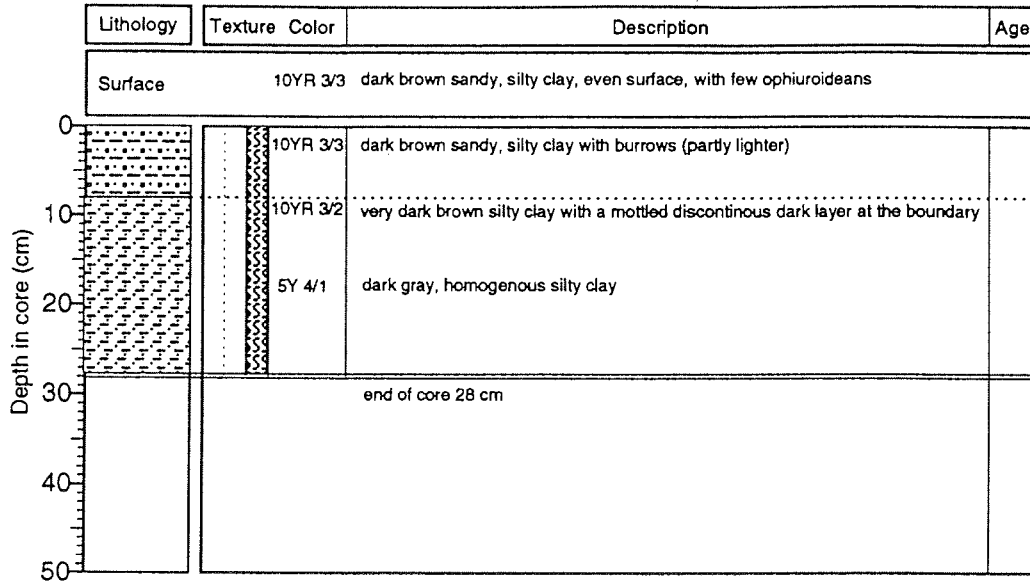 Lithology Texture Color Description Age
Surface 10YR 3/3 dark brown sandy, silty clay, even surface, with few ophiuroideans
0
10YR 3/3 dark brown sandy, silty clay with burrows (partly lighter)
10 10YR 3/2 very dark brown silty clay with a mottled discontinous dark layer at the boundary
5Y 4/1 dark gray, homogenous silty clay
20
30 end of core 28 cm
40
50
Depth in core (cm)